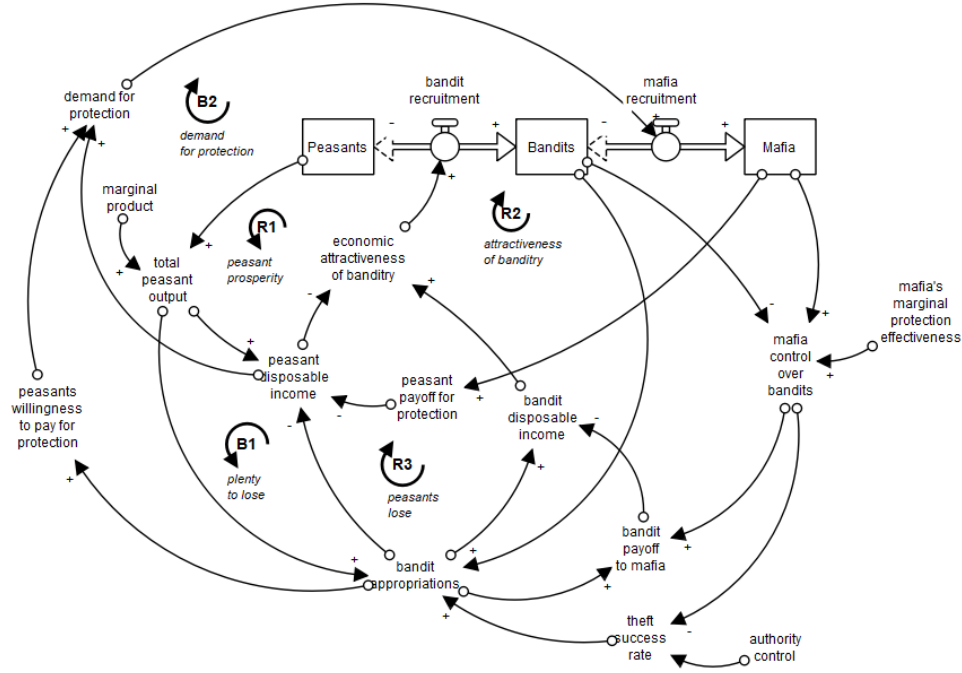 demand for
protection
B2
demand
for protection
bandit
recruitment
mafia
recruitment
Peasants
Bandits
Mafia
marginal
product
R1
peasant
prosperity
economic
attractiveness
of banditry
R2
attractiveness
of banditry
total
peasant
output
mafia's
marginal
protection
effectiveness
mafia
control
over
bandits
peasant
disposable
income
peasant
payoff for
protection
bandit
disposable
income
peasants
willingness
to pay for
protection
B1
plenty
to lose
R3
peasants
lose
bandit
appropriations
bandit
payoff
to mafia
theft
success
rate
authority
control